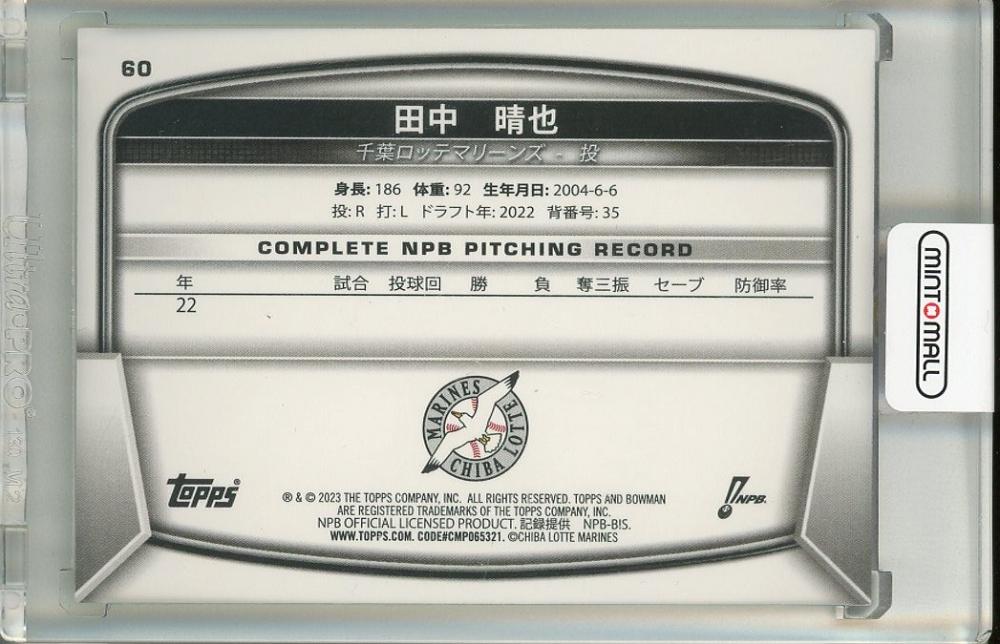 60
田中 晴也
千葉ロッテマリーンズ - 投
身長: 186 体重: 92 生年月日: 2004-6-6
投: R 打: L ドラフト年: 2022 背番号: 35
COMPLETE NPB PITCHING RECORD
年 試合 投球回 勝 負 奪三振 セーブ 防御率
22
MARINES
CHIBA LOTTE
topps®
NPB.
® & © 2023 THE TOPPS COMPANY, INC. ALL RIGHTS RESERVED. TOPPS AND BOWMAN
ARE REGISTERED TRADEMARKS OF THE TOPPS COMPANY, INC.
NPB OFFICIAL LICENSED PRODUCT. 記録提供 NPB-BIS.
WWW.TOPPS.COM. CODE#CMP065321. ©CHIBA LOTTE MARINES
MINT MALL
Ultra·PRO®